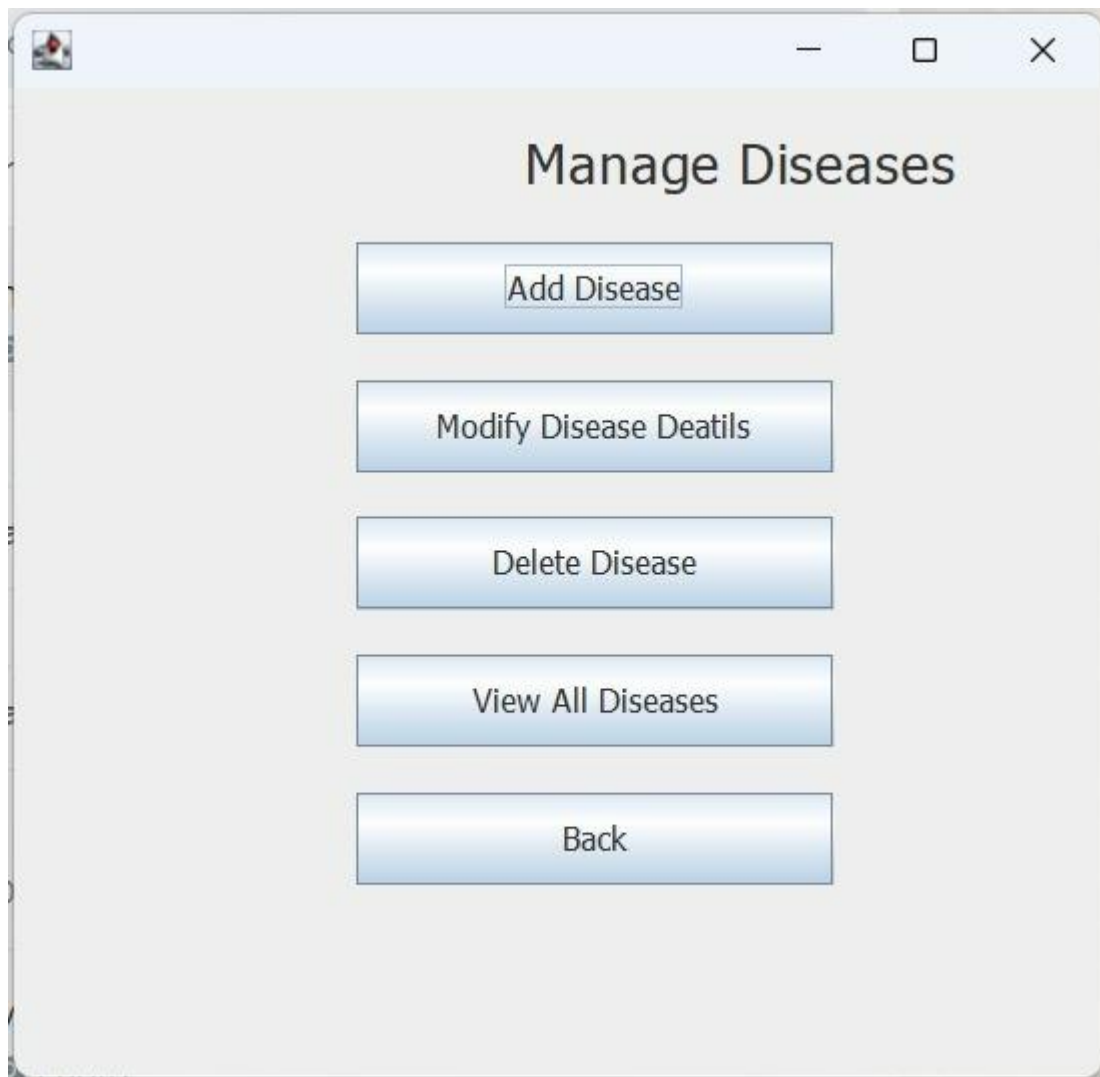 Manage Diseases
Add Disease
Modify Disease Deatils
Delete Disease
View All Diseases
Back